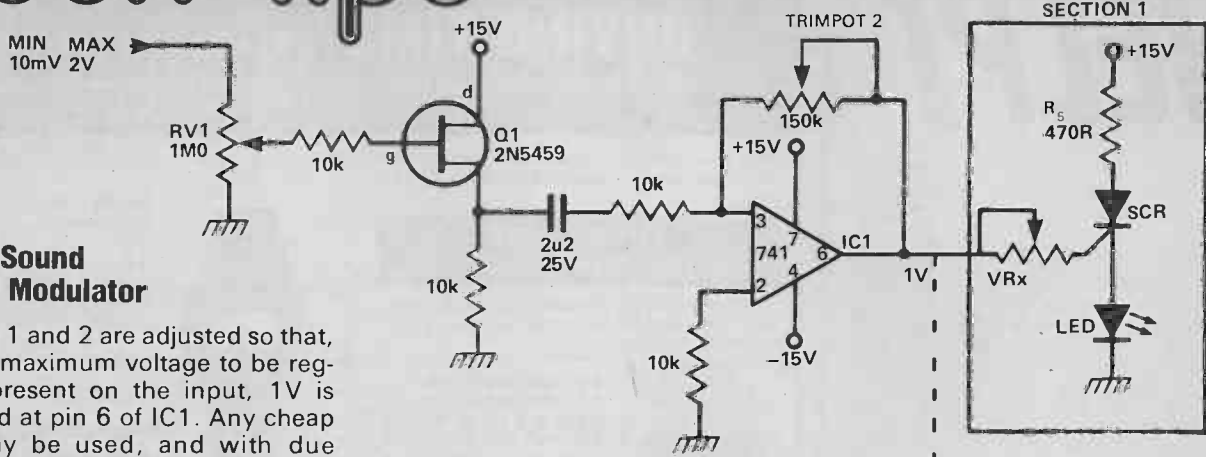 +15V
TRIMPOT 2
SECTION 1
MIN MAX
10mV 2V
+15V
d
RV1
1M0
10k
g
Q1
2N5459
150k
+15V
R5
470R
10k
SCR
3
7
741
6
IC1
2u2
25V
1V
VRx
2
4
Sound
Modulator
10k
LED
-15V
10k
1 and 2 are adjusted so that,
maximum voltage to be reg-
present on the input, 1V is
d at pin 6 of IC1. Any cheap
y be used, and with due